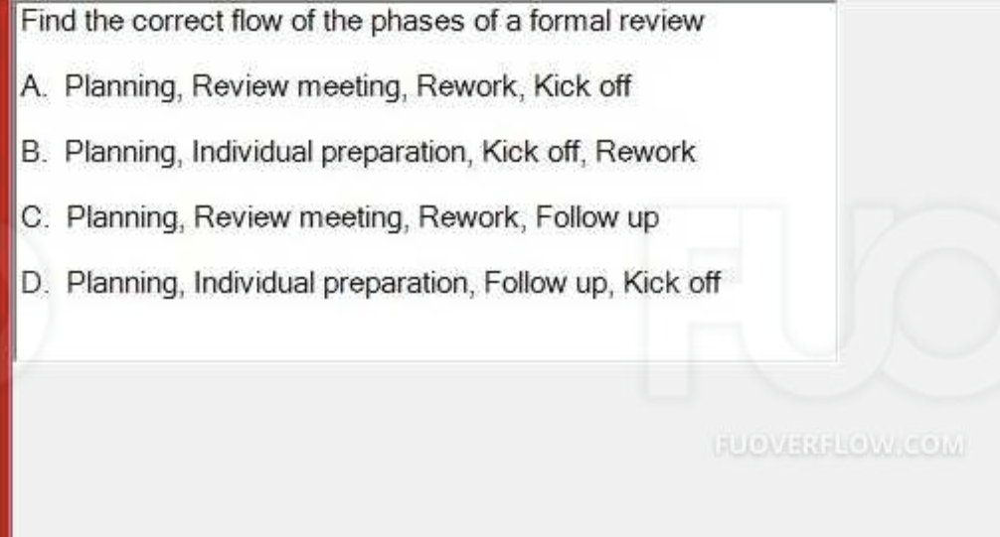 Find the correct flow of the phases of a formal review
A. Planning, Review meeting, Rework, Kick off
B. Planning, Individual preparation, Kick off, Rework
C. Planning, Review meeting, Rework, Follow up
D. Planning, Individual preparation, Follow up, Kick off
FUO
FUOVERFLOW.COM